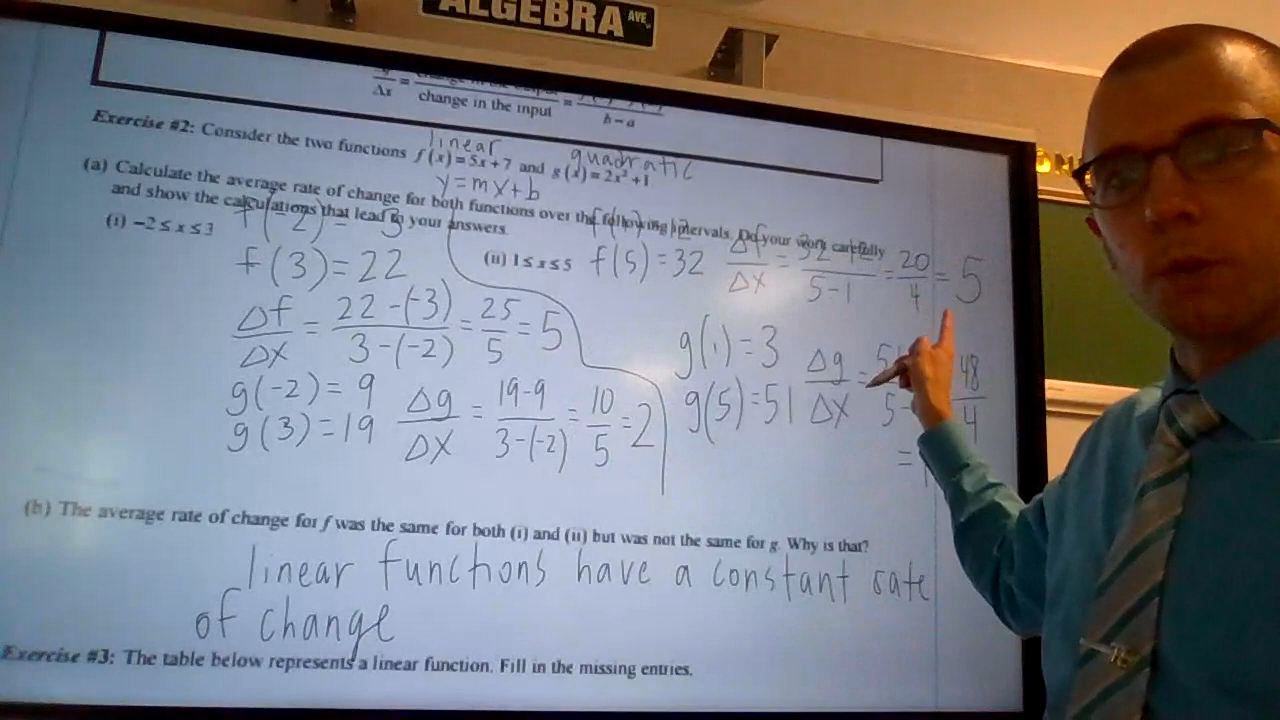 ALGEBRA AVE
Δx = change in the input = b – a
linear quadratic
Exercise #2: Consider the two functions f(x) = 5x + 7 and g(x) = 2x² + 1
y = mx + b
(a) Calculate the average rate of change for both functions over the following intervals. Do your work carefully
and show the calculations that lead to your answers.
(i) −2 ≤ x ≤ 3
f(-2) = -3
f(3) = 22
Δf/Δx = 22-(-3)/3-(-2) = 25/5 = 5
g(-2) = 9
g(3) = 19
Δg/Δx = 19-9/3-(-2) = 10/5 = 2
(ii) 1 ≤ x ≤ 5
f(5) = 32
Δf/Δx = 32-12/5-1 = 20/4 = 5
g(1) = 3
g(5) = 51
Δg/Δx = 48/4
=
(b) The average rate of change for f was the same for both (i) and (ii) but was not the same for g. Why is that?
linear functions have a constant rate
of change
Exercise #3: The table below represents a linear function. Fill in the missing entries.